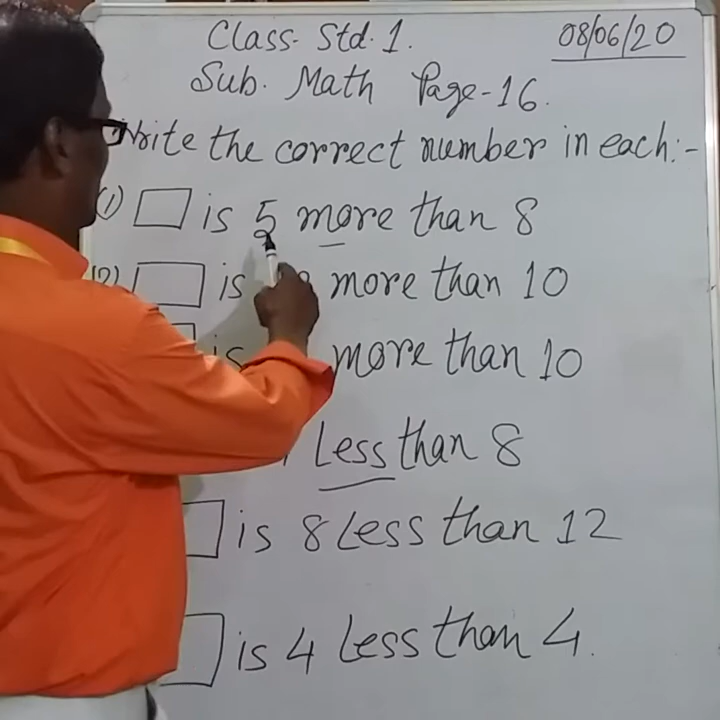 Class- Std. 1.
08/06/20
Sub. Math Page-16.
Write the correct number in each:-
(1) is 5 more than 8
(2) is more than 10
is more than 10
Less than 8
is 8 Less than 12
is 4 Less than 4.